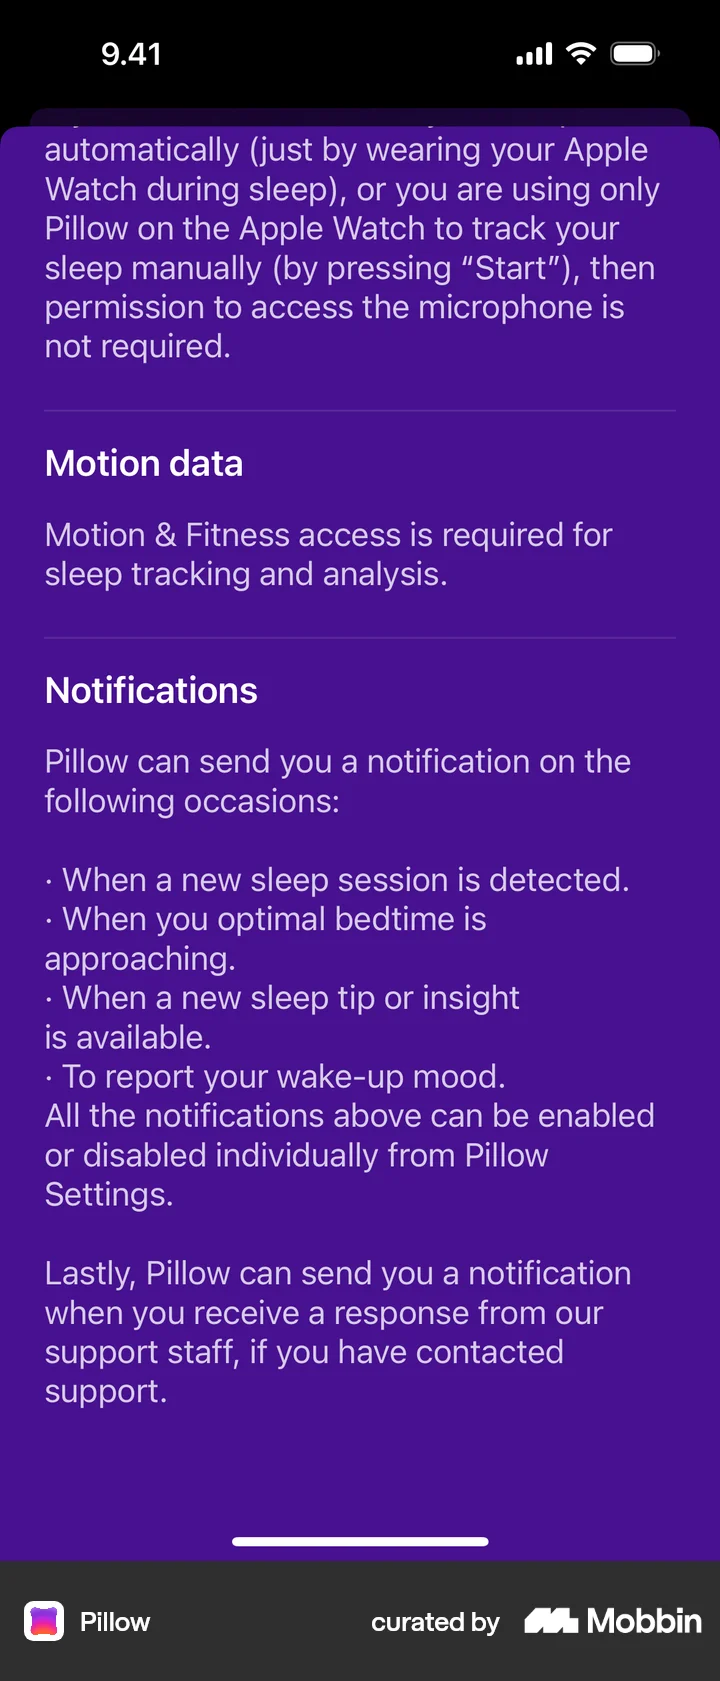 9.41
automatically (just by wearing your Apple
Watch during sleep), or you are using only
Pillow on the Apple Watch to track your
sleep manually (by pressing “Start”), then
permission to access the microphone is
not required.
Motion data
Motion & Fitness access is required for
sleep tracking and analysis.
Notifications
Pillow can send you a notification on the
following occasions:
· When a new sleep session is detected.
· When you optimal bedtime is
approaching.
· When a new sleep tip or insight
is available.
· To report your wake-up mood.
All the notifications above can be enabled
or disabled individually from Pillow
Settings.
Lastly, Pillow can send you a notification
when you receive a response from our
support staff, if you have contacted
support.
Pillow
curated by Mobbin